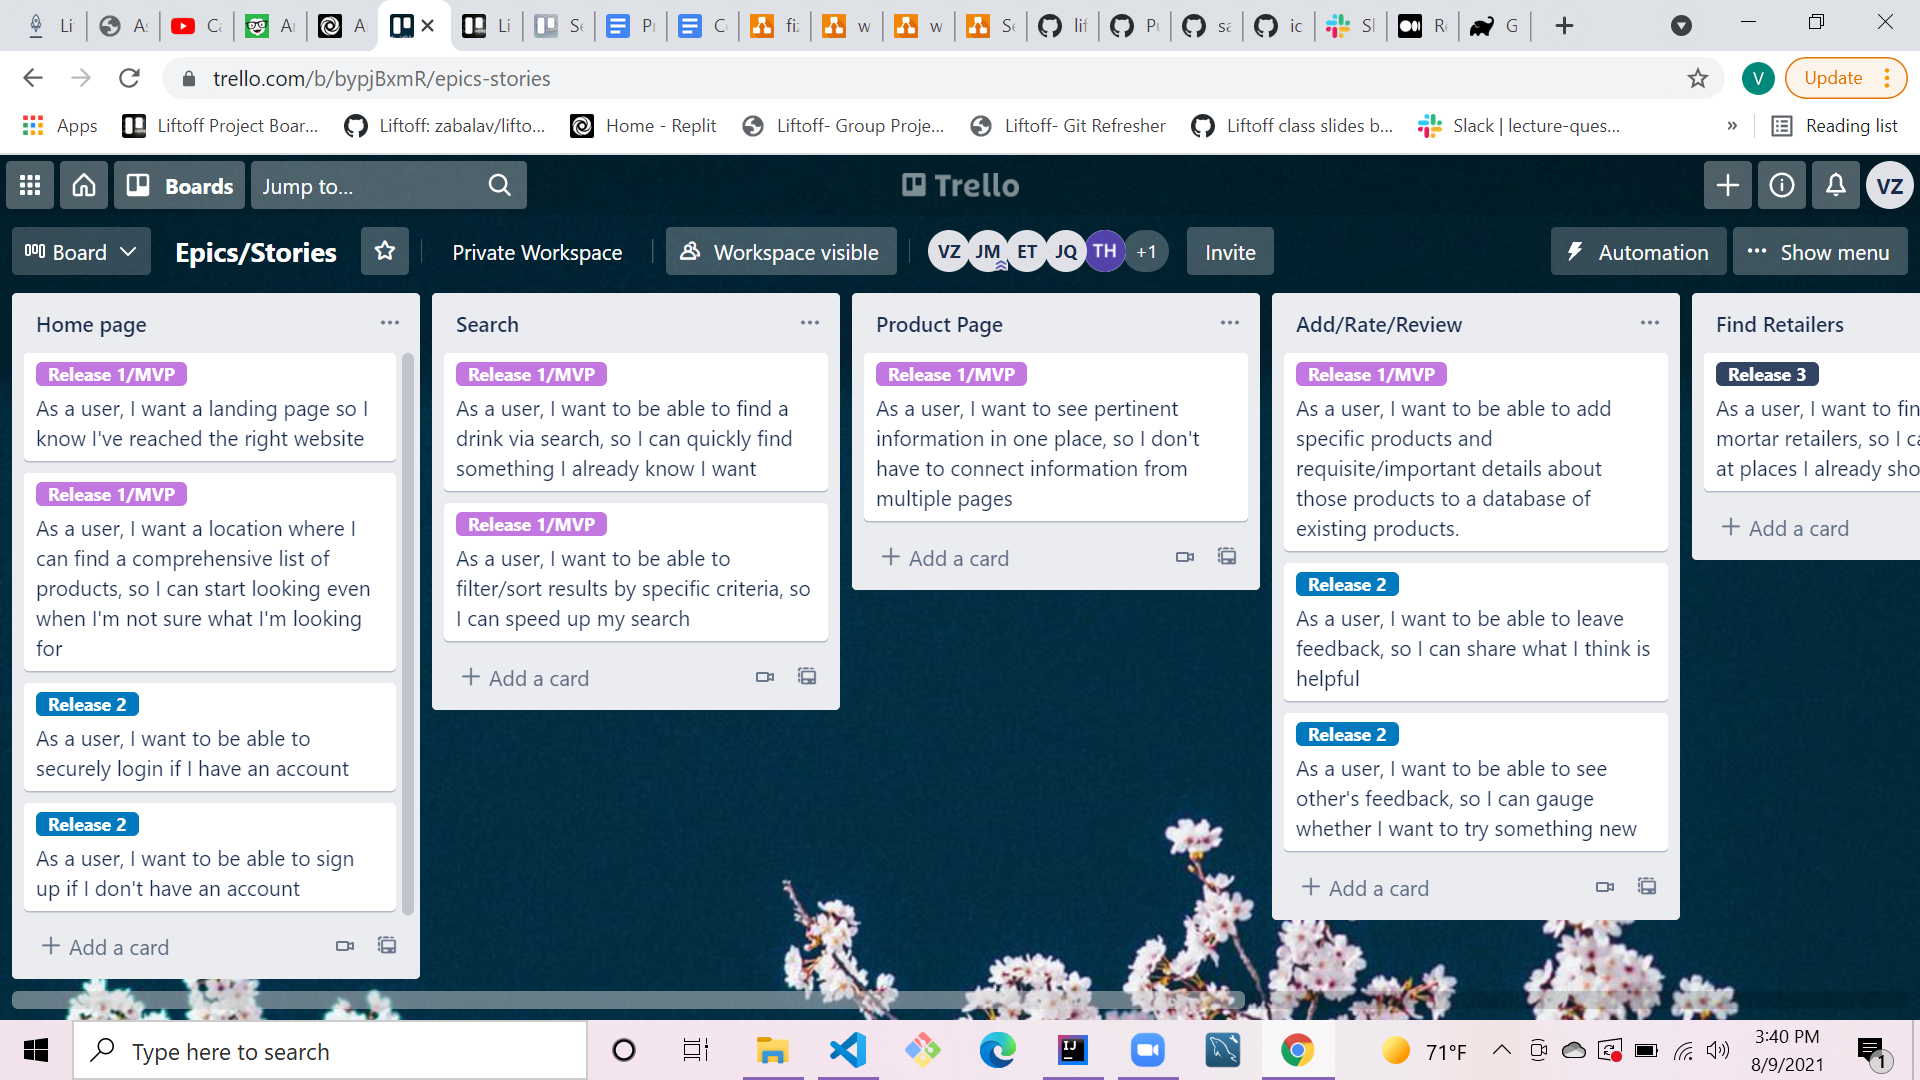 Li
As
Ca
A
A
Li
Se
Pr
C
fi
w
w
Se
lif
Pu
sa
ic
Sl
Re
G
trello.com/b/bypjBxmR/epics-stories
V
Update
Apps
Liftoff Project Boar...
Liftoff: zabalav/lifto...
Home - Replit
Liftoff- Group Proje...
Liftoff- Git Refresher
Liftoff class slides b...
Slack | lecture-ques...
»
Reading list
Boards
Jump to...
Trello
VZ
Board
Epics/Stories
Private Workspace
Workspace visible
VZ
JM
ET
JQ
TH
+1
Invite
Automation
Show menu
Home page
Release 1/MVP
As a user, I want a landing page so I
know I've reached the right website
Release 1/MVP
As a user, I want a location where I
can find a comprehensive list of
products, so I can start looking even
when I'm not sure what I'm looking
for
Release 2
As a user, I want to be able to
securely login if I have an account
Release 2
As a user, I want to be able to sign
up if I don't have an account
Add a card
Search
Release 1/MVP
As a user, I want to be able to find a
drink via search, so I can quickly find
something I already know I want
Release 1/MVP
As a user, I want to be able to
filter/sort results by specific criteria, so
I can speed up my search
Add a card
Product Page
Release 1/MVP
As a user, I want to see pertinent
information in one place, so I don't
have to connect information from
multiple pages
Add a card
Add/Rate/Review
Release 1/MVP
As a user, I want to be able to add
specific products and
requisite/important details about
those products to a database of
existing products.
Release 2
As a user, I want to be able to leave
feedback, so I can share what I think is
helpful
Release 2
As a user, I want to be able to see
other's feedback, so I can gauge
whether I want to try something new
Add a card
Find Retailers
Release 3
As a user, I want to fin
mortar retailers, so I ca
at places I already sho
Add a card
Type here to search
71°F
3:40 PM
8/9/2021
1